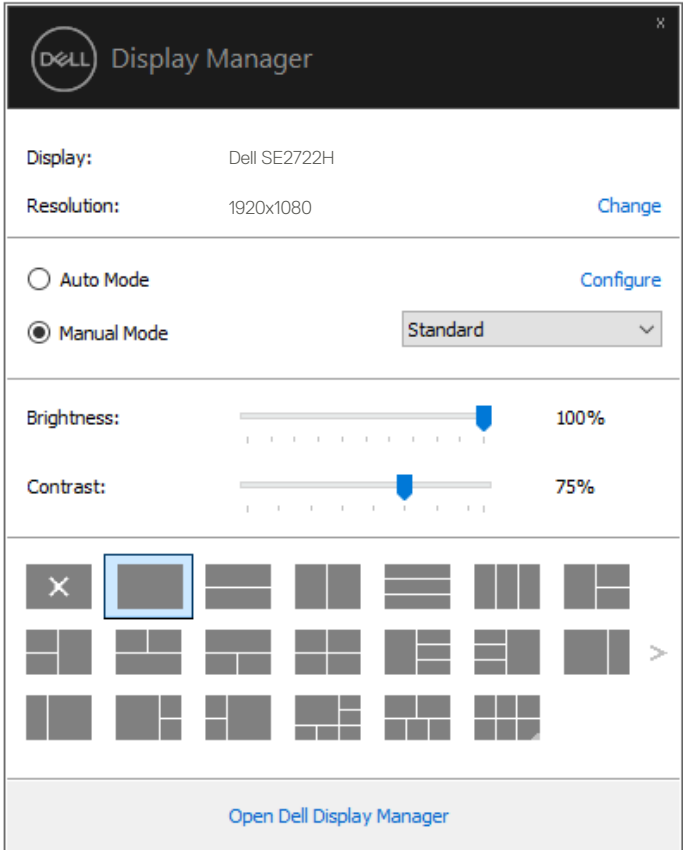 x
DELL Display Manager
Display: Dell SE2722H
Resolution: 1920x1080 Change
Auto Mode Configure
Manual Mode Standard
Brightness: 100%
Contrast: 75%
Open Dell Display Manager